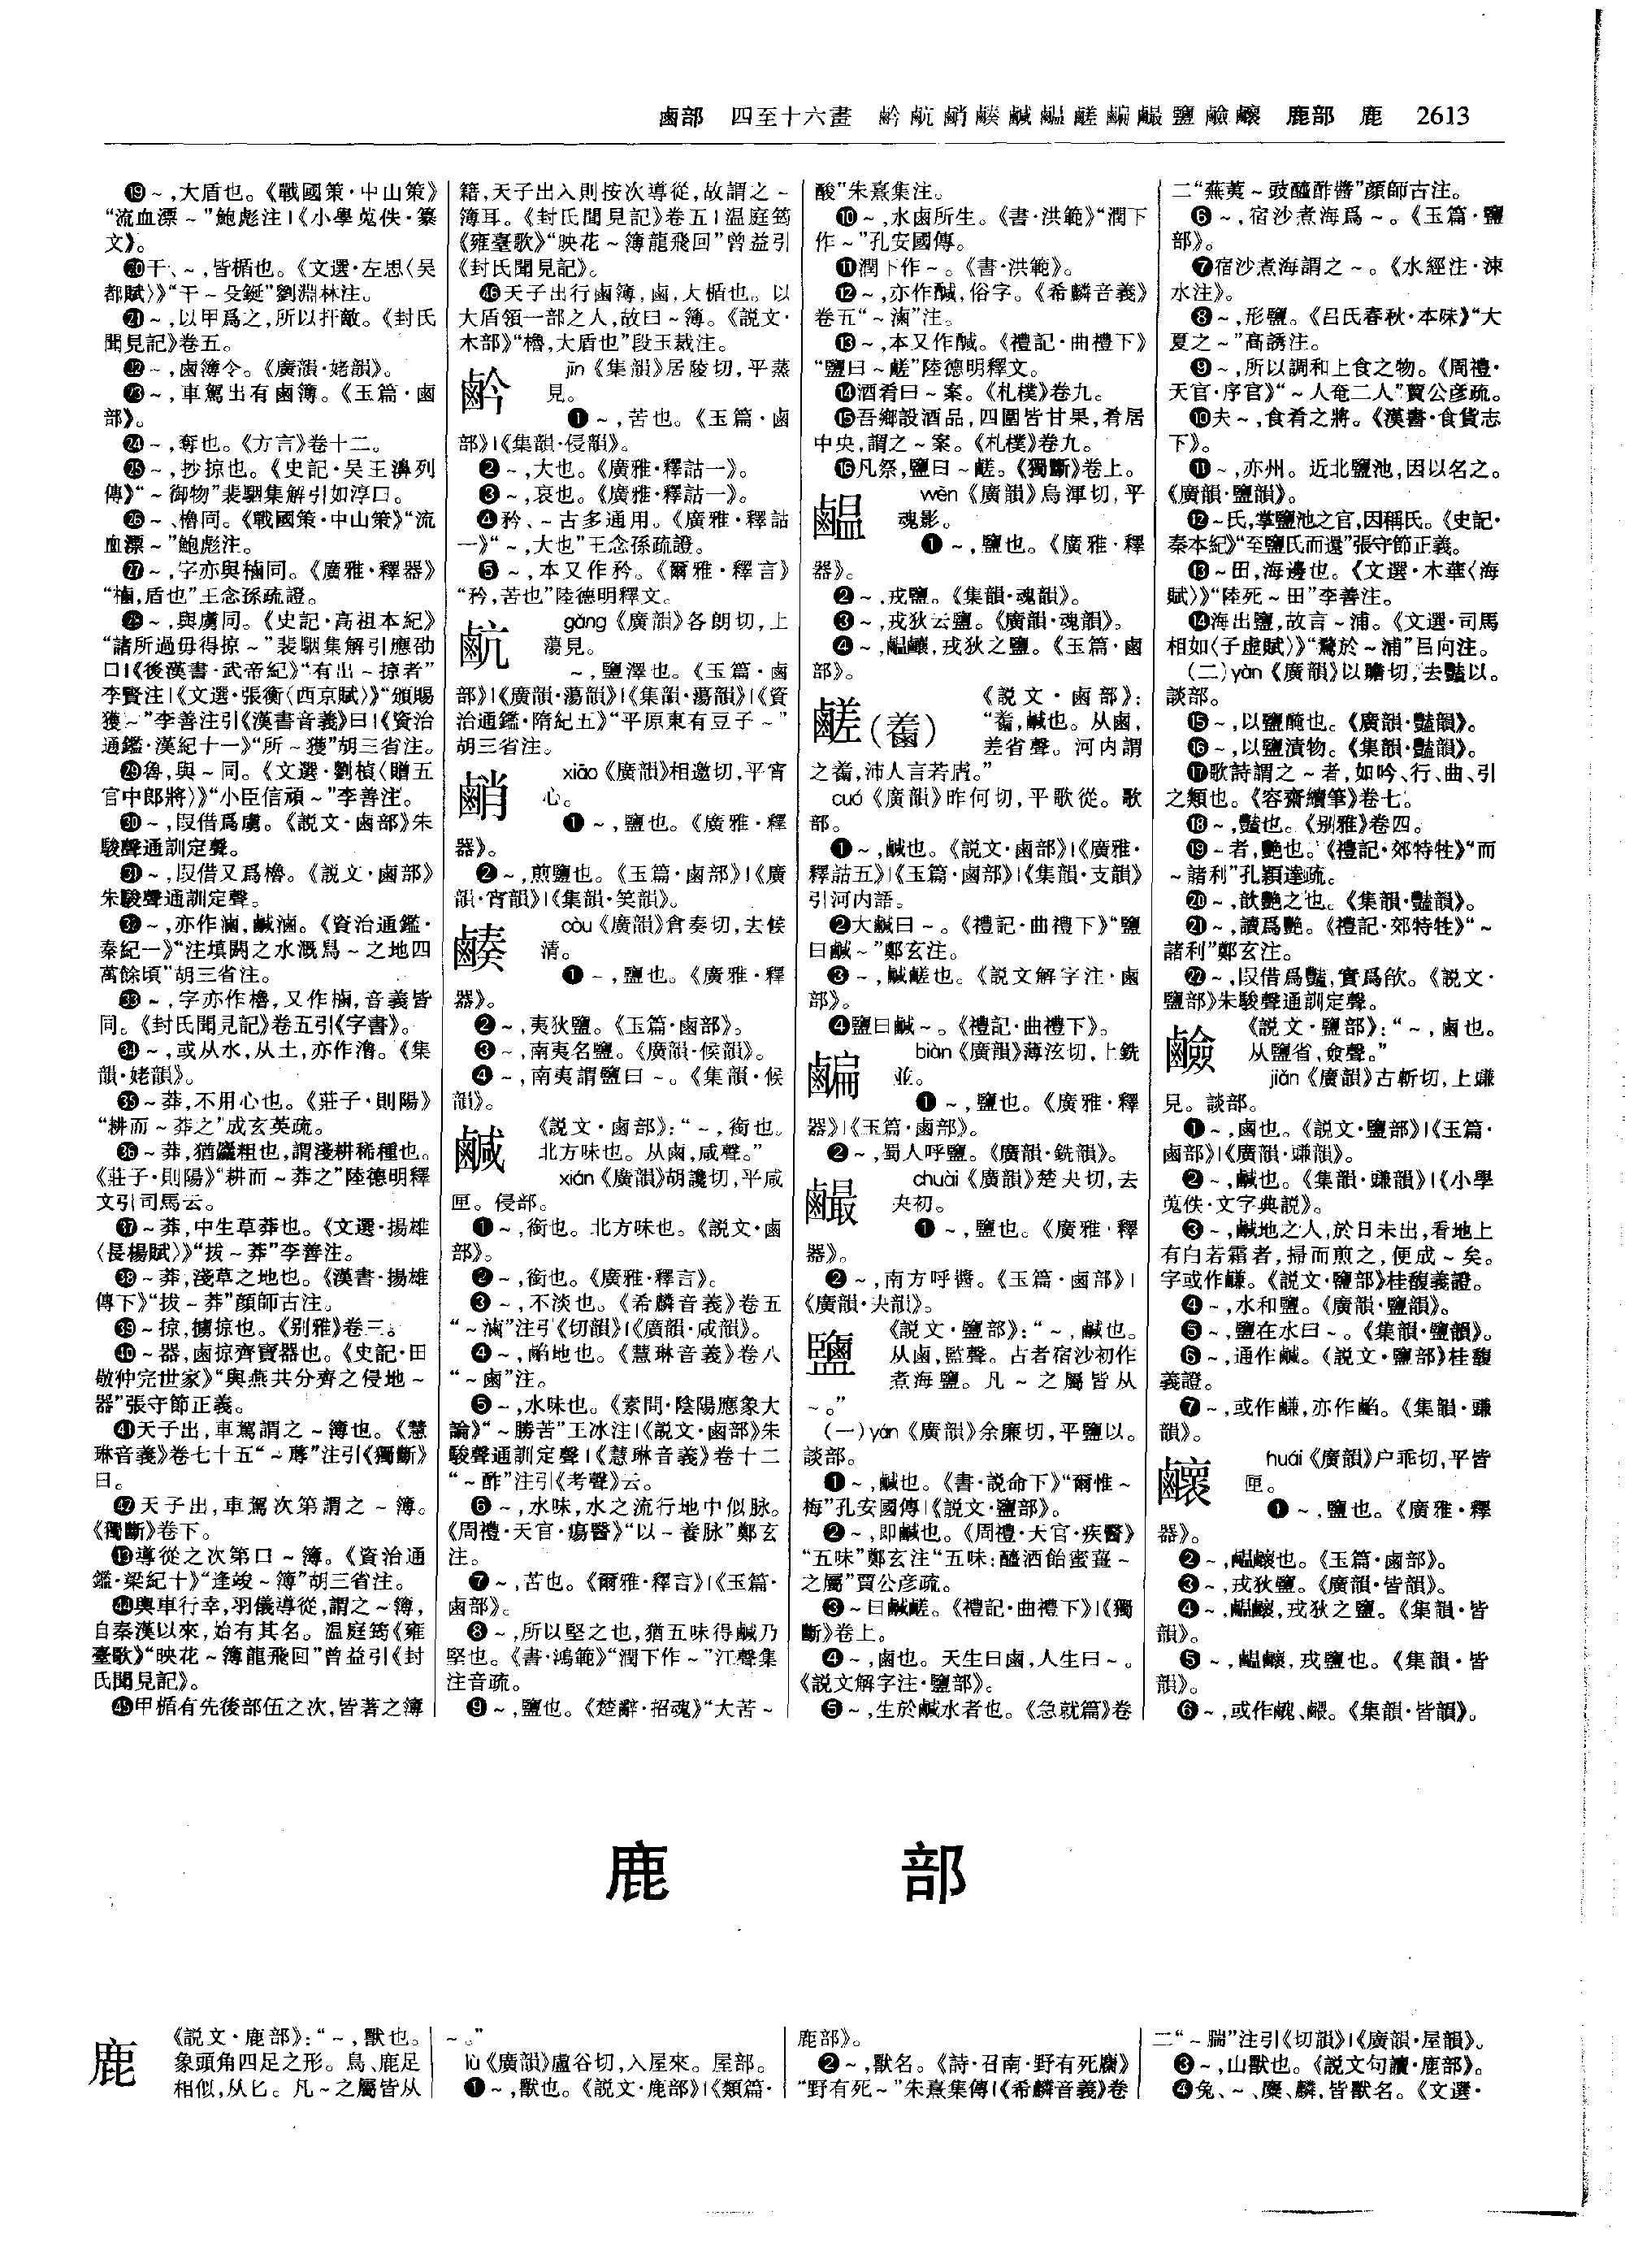 鹵部 四至十六畫 䴛䴚䴛鹹䴢鹺鹽鹼 鹿部 鹿 2613
⑲～,大盾也。《戰國策·中山策》
“流血漂～”鮑彪注|《小學蒐佚·纂
文》。
⑳干、～,皆楯也。《文選·左思〈吳
都賦〉》“干～殳鋋”劉淵林注。
㉑～,以甲爲之,所以扞敵。《封氏
聞見記》卷五。
㉒～,鹵簿令。《廣韻·姥韻》。
㉓～,車駕出有鹵簿。《玉篇·鹵
部》。
㉔～,奪也。《方言》卷十二。
㉕～,抄掠也。《史記·吴王濞列
傳》“～御物”裴駰集解引如淳曰。
㉖～、櫓同。《戰國策·中山策》“流
血漂～”鮑彪注。
㉗～,字亦與樐同。《廣雅·釋器》
“樐,盾也”王念孫疏證。
㉘～,與虜同。《史記·高祖本紀》
“諸所過毋得掠～”裴駰集解引應劭
曰|《後漢書·武帝紀》“有出～掠者”
李賢注|《文選·張衡〈西京賦〉》“頒賜
獲～”李善注引《漢書音義》曰|《資治
通鑑·漢紀十一》“所～獲”胡三省注。
㉙魯,與～同。《文選·劉楨〈贈五
官中郎將〉》“小臣信頑～”李善注。
㉚～,叚借爲虜。《説文·鹵部》朱
駿聲通訓定聲。
㉛～,叚借又爲櫓。《説文·鹵部》
朱駿聲通訓定聲。
㉜～,亦作滷,鹹滷。《資治通鑑·
秦紀一》“注填閼之水溉舄～之地四
萬餘頃”胡三省注。
㉝～,字亦作櫓,又作樐,音義皆
同。《封氏聞見記》卷五引《字書》。
㉞～,或从水,从土,亦作澛。《集
韻·姥韻》。
㉟～莽,不用心也。《莊子·則陽》
“耕而～莽之”成玄英疏。
㊱～莽,猶麤粗也,謂淺耕稀種也。
《莊子·則陽》“耕而～莽之”陸德明釋
文引司馬云。
㊲～莽,中生草莽也。《文選·揚雄
〈長楊賦〉》“拔～莽”李善注。
㊳～莽,淺草之地也。《漢書·揚雄
傳下》“拔～莽”顔師古注。
㊴～掠,擄掠也。《别雅》卷三。
㊵～器,鹵掠齊寶器也。《史記·田
敬仲完世家》“與燕共分齊之侵地～
器”張守節正義。
㊶天子出,車駕謂之～簿也。《慧
琳音義》卷七十五“～簿”注引《獨斷》
曰。
㊷天子出,車駕次第謂之～簿。
《獨斷》卷下。
㊸導從之次第曰～簿。《資治通
鑑·梁紀十》“逢竣～簿”胡三省注。
㊹輿車行幸,羽儀導從,謂之～簿,
自秦漢以來,始有其名。温庭筠《雍
臺歌》“映花～簿龍飛回”曾益引《封
氏聞見記》。
㊺甲楯有先後部伍之次,皆著之簿
籍,天子出入則按次導從,故謂之～
簿耳。《封氏聞見記》卷五|温庭筠
《雍臺歌》“映花～簿龍飛回”曾益引
《封氏聞見記》。
㊻天子出行鹵簿,鹵,大楯也。以
大盾領一部之人,故曰～簿。《説文·
木部》“櫓,大盾也”段玉裁注。
jīn《集韻》居陵切,平蒸
見。
❶～,苦也。《玉篇·鹵
部》|《集韻·侵韻》。
❷～,大也。《廣雅·釋詁一》。
❸～,哀也。《廣雅·釋詁一》。
❹矜、～古多通用。《廣雅·釋詁
一》“～,大也”王念孫疏證。
❺～,本又作矜。《爾雅·釋言》
“矜,苦也”陸德明釋文。
gǎng《廣韻》各朗切,上
蕩見。
～,鹽澤也。《玉篇·鹵
部》|《廣韻·蕩韻》|《集韻·蕩韻》|《資
治通鑑·隋紀五》“平原東有豆子～”
胡三省注。
xiāo《廣韻》相邀切,平宵
心。
❶～,鹽也。《廣雅·釋
器》。
❷～,煎鹽也。《玉篇·鹵部》|《廣
韻·宵韻》|《集韻·笑韻》。
còu《廣韻》倉奏切,去候
清。
❶～,鹽也。《廣雅·釋
器》。
❷～,夷狄鹽。《玉篇·鹵部》。
❸～,南夷名鹽。《廣韻·候韻》。
❹～,南夷謂鹽曰～。《集韻·候
韻》。
鹹
《説文·鹵部》:“～,銜也。
北方味也。从鹵,咸聲。”
xián《廣韻》胡讒切,平咸
匣。侵部。
❶～,銜也。北方味也。《説文·鹵
部》。
❷～,銜也。《廣雅·釋言》。
❸～,不淡也。《希麟音義》卷五
“～滷”注引《切韻》|《廣韻·咸韻》。
❹～,地也。《慧琳音義》卷八
“～鹵”注。
❺～,水味也。《素問·陰陽應象大
論》“～勝苦”王冰注|《説文·鹵部》朱
駿聲通訓定聲|《慧琳音義》卷十二
“～酢”注引《考聲》云。
❻～,水味,水之流行地中似脉。
《周禮·天官·瘍醫》“以～養脉”鄭玄
注。
❼～,苦也。《爾雅·釋言》|《玉篇·
鹵部》。
❽～,所以堅之也,猶五味得鹹乃
堅也。《書·鴻範》“潤下作～”江聲集
注音疏。
❾～,鹽也。《楚辭·招魂》“大苦～
酸”朱熹集注。
❿～,水鹵所生。《書·洪範》“潤下
作～”孔安國傳。
⓫潤下作～。《書·洪範》。
⓬～,亦作醎,俗字。《希麟音義》
卷五“～滷”注。
⓭～,本又作醎。《禮記·曲禮下》
“鹽曰～鹺”陸德明釋文。
⓮酒肴曰～案。《札樸》卷九。
⓯吾鄉設酒品,四圍皆甘果,肴居
中央,謂之～案。《札樸》卷九。
⓰凡祭,鹽曰～鹺。《獨斷》卷上。
wēn《廣韻》烏渾切,平
魂影。
❶～,鹽也。《廣雅·釋
器》。
❷～,戎鹽。《集韻·魂韻》。
❸～,戎狄云鹽。《廣韻·魂韻》。
❹～,戎狄之鹽。《玉篇·鹵
部》。
鹺
《説文·鹵部》:
“,鹹也。从鹵,
差省聲。河内謂
之,沛人言若虘。”
cuó《廣韻》昨何切,平歌從。歌
部。
❶～,鹹也。《説文·鹵部》|《廣雅·
釋詁五》|《玉篇·鹵部》|《集韻·支韻》
引河内語。
❷大鹹曰～。《禮記·曲禮下》“鹽
曰鹹～”鄭玄注。
❸～,鹹鹺也。《説文解字注·鹵
部》。
❹鹽曰鹹～。《禮記·曲禮下》。
biàn《廣韻》薄泫切,上銑
並。
❶～,鹽也。《廣雅·釋
器》|《玉篇·鹵部》。
❷～,蜀人呼鹽。《廣韻·銑韻》。
chuài《廣韻》楚夬切,去
夬初。
❶～,鹽也。《廣雅·釋
器》。
❷～,南方呼醬。《玉篇·鹵部》|
《廣韻·夬韻》。
鹽
《説文·鹽部》:“～,鹹也。
从鹵,監聲。古者宿沙初作
煮海鹽。凡～之屬皆从
～。”
(一)yán《廣韻》余廉切,平鹽以。
談部。
❶～,鹹也。《書·説命下》“爾惟～
梅”孔安國傳|《説文·鹽部》。
❷～,即鹹也。《周禮·天官·疾醫》
“五味”鄭玄注“五味:醯酒飴蜜薑～
之屬”賈公彦疏。
❸～曰鹹鹺。《禮記·曲禮下》|《獨
斷》卷上。
❹～,鹵也。天生曰鹵,人生曰～。
《説文解字注·鹽部》。
❺～,生於鹹水者也。《急就篇》卷
二“蕪荑～豉醯酢醬”顔師古注。
❻～,宿沙煮海爲～。《玉篇·鹽
部》。
❼宿沙煮海謂之～。《水經注·涑
水注》。
❽～,形鹽。《吕氏春秋·本味》“大
夏之～”高誘注。
❾～,所以調和上食之物。《周禮·
天官·序官》“～人奄二人”賈公彦疏。
❿夫～,食肴之將。《漢書·食貨志
下》。
⓫～,亦州。近北鹽池,因以名之。
《廣韻·鹽韻》。
⓬～氏,掌鹽池之官,因稱氏。《史記·
秦本紀》“至鹽氏而還”張守節正義。
⓭～田,海邊也。《文選·木華〈海
賦〉》“陸死～田”李善注。
⓮海出鹽,故言～浦。《文選·司馬
相如〈子虛賦〉》“騖於～浦”吕向注。
(二)yàn《廣韻》以贍切,去豔以。
談部。
⓯～,以鹽醃也。《廣韻·豔韻》。
⓰～,以鹽漬物。《集韻·豔韻》。
⓱歌詩謂之～者,如吟、行、曲、引
之類也。《容齋續筆》卷七。
⓲～,豔也。《别雅》卷四。
⓳～者,艷也。《禮記·郊特牲》“而
～諸利”孔穎達疏。
⓴～,歆艷之也。《集韻·豔韻》。
㉑～,讀爲艷。《禮記·郊特牲》“～
諸利”鄭玄注。
㉒～,叚借爲豔,實爲欿。《説文·
鹽部》朱駿聲通訓定聲。
鹼
《説文·鹽部》:“～,鹵也。
从鹽省,僉聲。”
jiǎn《廣韻》古斬切,上豏
見。談部。
❶～,鹵也。《説文·鹽部》|《玉篇·
鹵部》|《廣韻·豏韻》。
❷～,鹹也。《集韻·豏韻》|《小學
蒐佚·文字典説》。
❸～,鹹地之人,於日未出,看地上
有白若霜者,掃而煎之,便成～矣。
字或作。《説文·鹽部》桂馥義證。
❹～,水和鹽。《廣韻·鹽韻》。
❺～,鹽在水曰～。《集韻·鹽韻》。
❻～,通作鹹。《説文·鹽部》桂馥
義證。
❼～,或作,亦作。《集韻·豏
韻》。
huái《廣韻》户乖切,平皆
匣。
❶～,鹽也。《廣雅·釋
器》。
❷～,也。《玉篇·鹵部》。
❸～,戎狄鹽。《廣韻·皆韻》。
❹～,戎狄之鹽。《集韻·皆
韻》。
❺～,戎鹽也。《集韻·皆
韻》。
❻～,或作。《集韻·皆韻》。
鹿 部
鹿
《説文·鹿部》:“～,獸也。
象頭角四足之形。鳥、鹿足
相似,从匕。凡～之屬皆从
～。”
lù《廣韻》盧谷切,入屋來。屋部。
❶～,獸也。《説文·鹿部》|《類篇·
鹿部》。
❷～,獸名。《詩·召南·野有死麕》
“野有死～”朱熹集傳|《希麟音義》卷
二“～腨”注引《切韻》|《廣韻·屋韻》。
❸～,山獸也。《説文句讀·鹿部》。
❹兔、～、麋、麟,皆獸名。《文選·